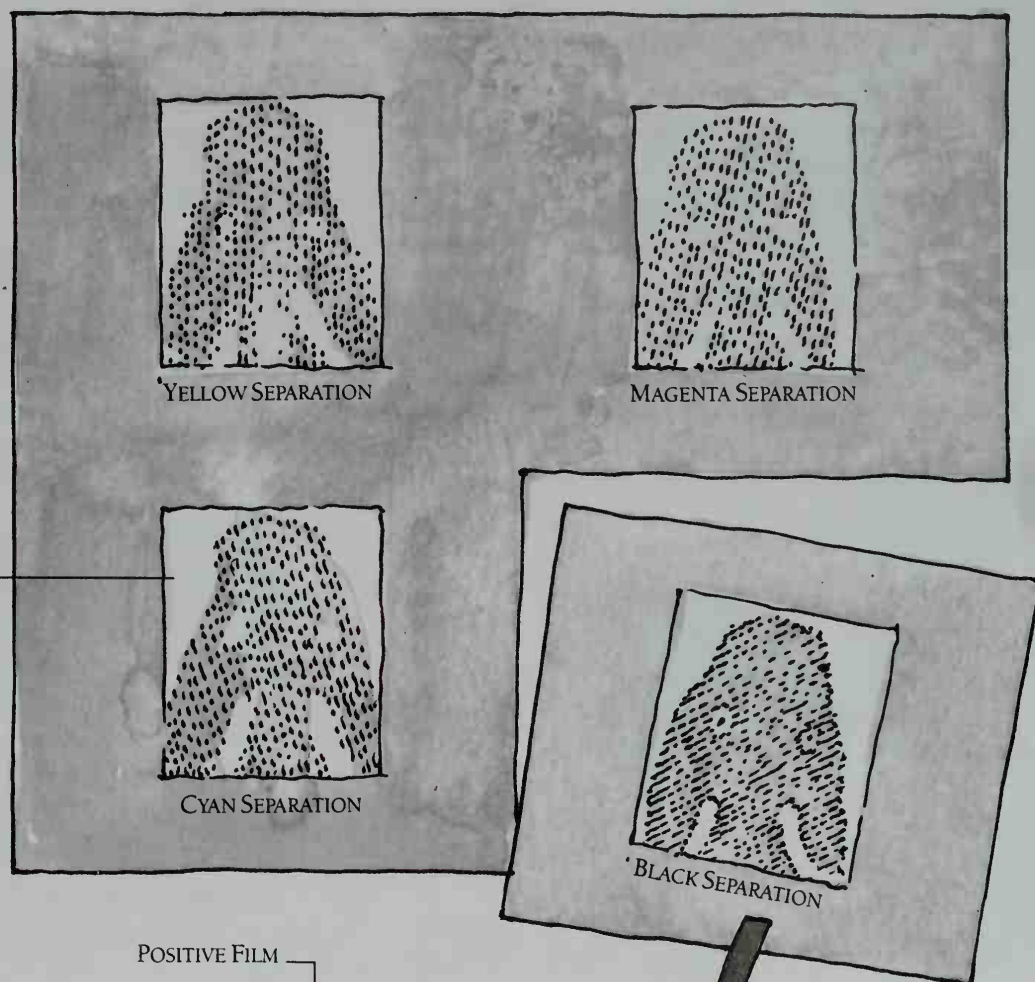 YELLOW SEPARATION
MAGENTA SEPARATION
CYAN SEPARATION
BLACK SEPARATION
POSITIVE FILM